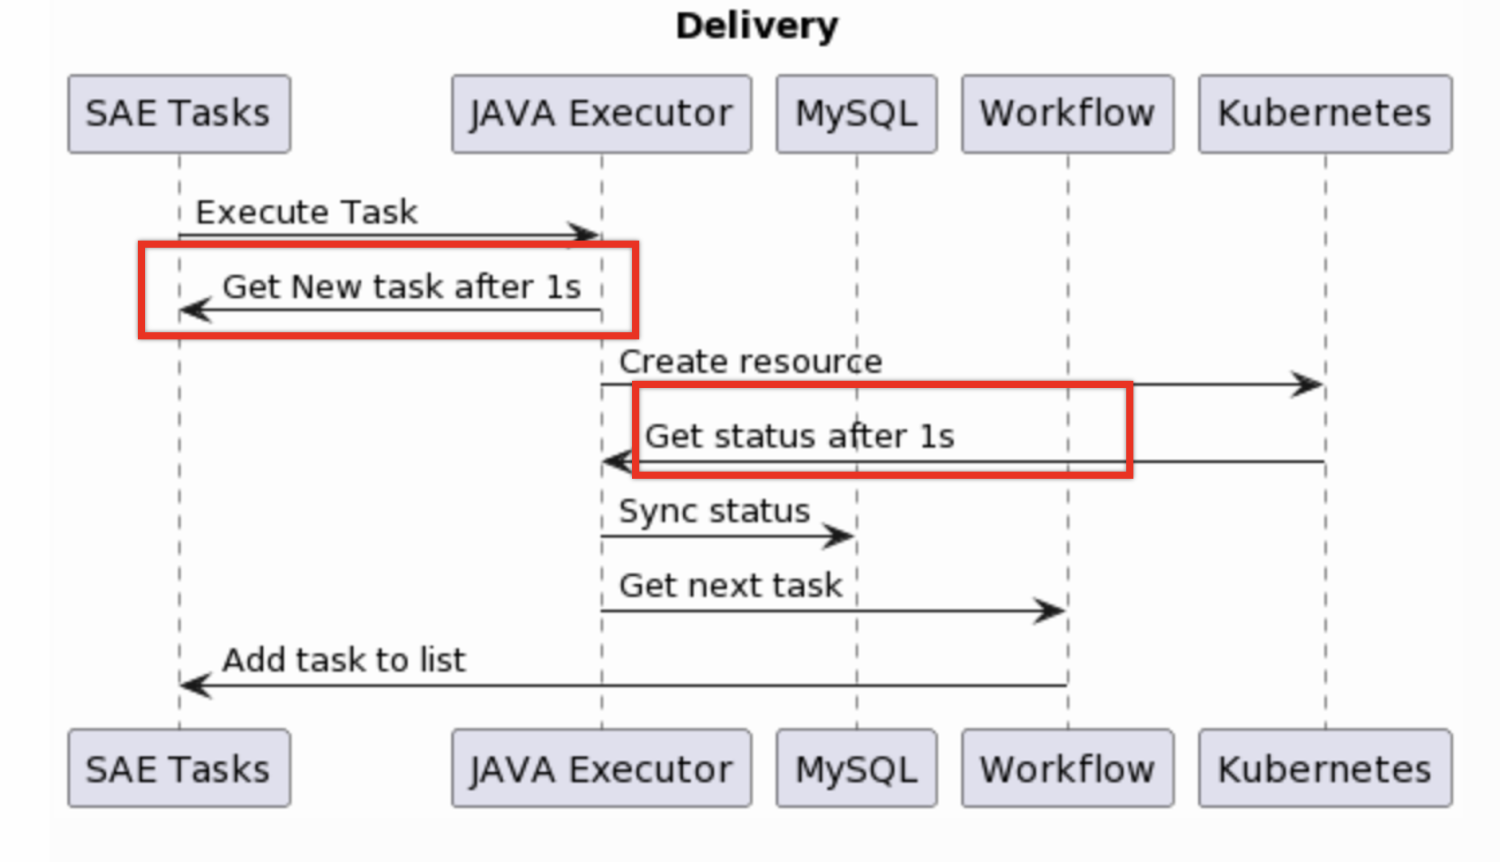 Delivery
SAE Tasks
JAVA Executor
MySQL
Workflow
Kubernetes
Execute Task
Get New task after 1s
Create resource
Get status after 1s
Sync status
Get next task
Add task to list
SAE Tasks
JAVA Executor
MySQL
Workflow
Kubernetes